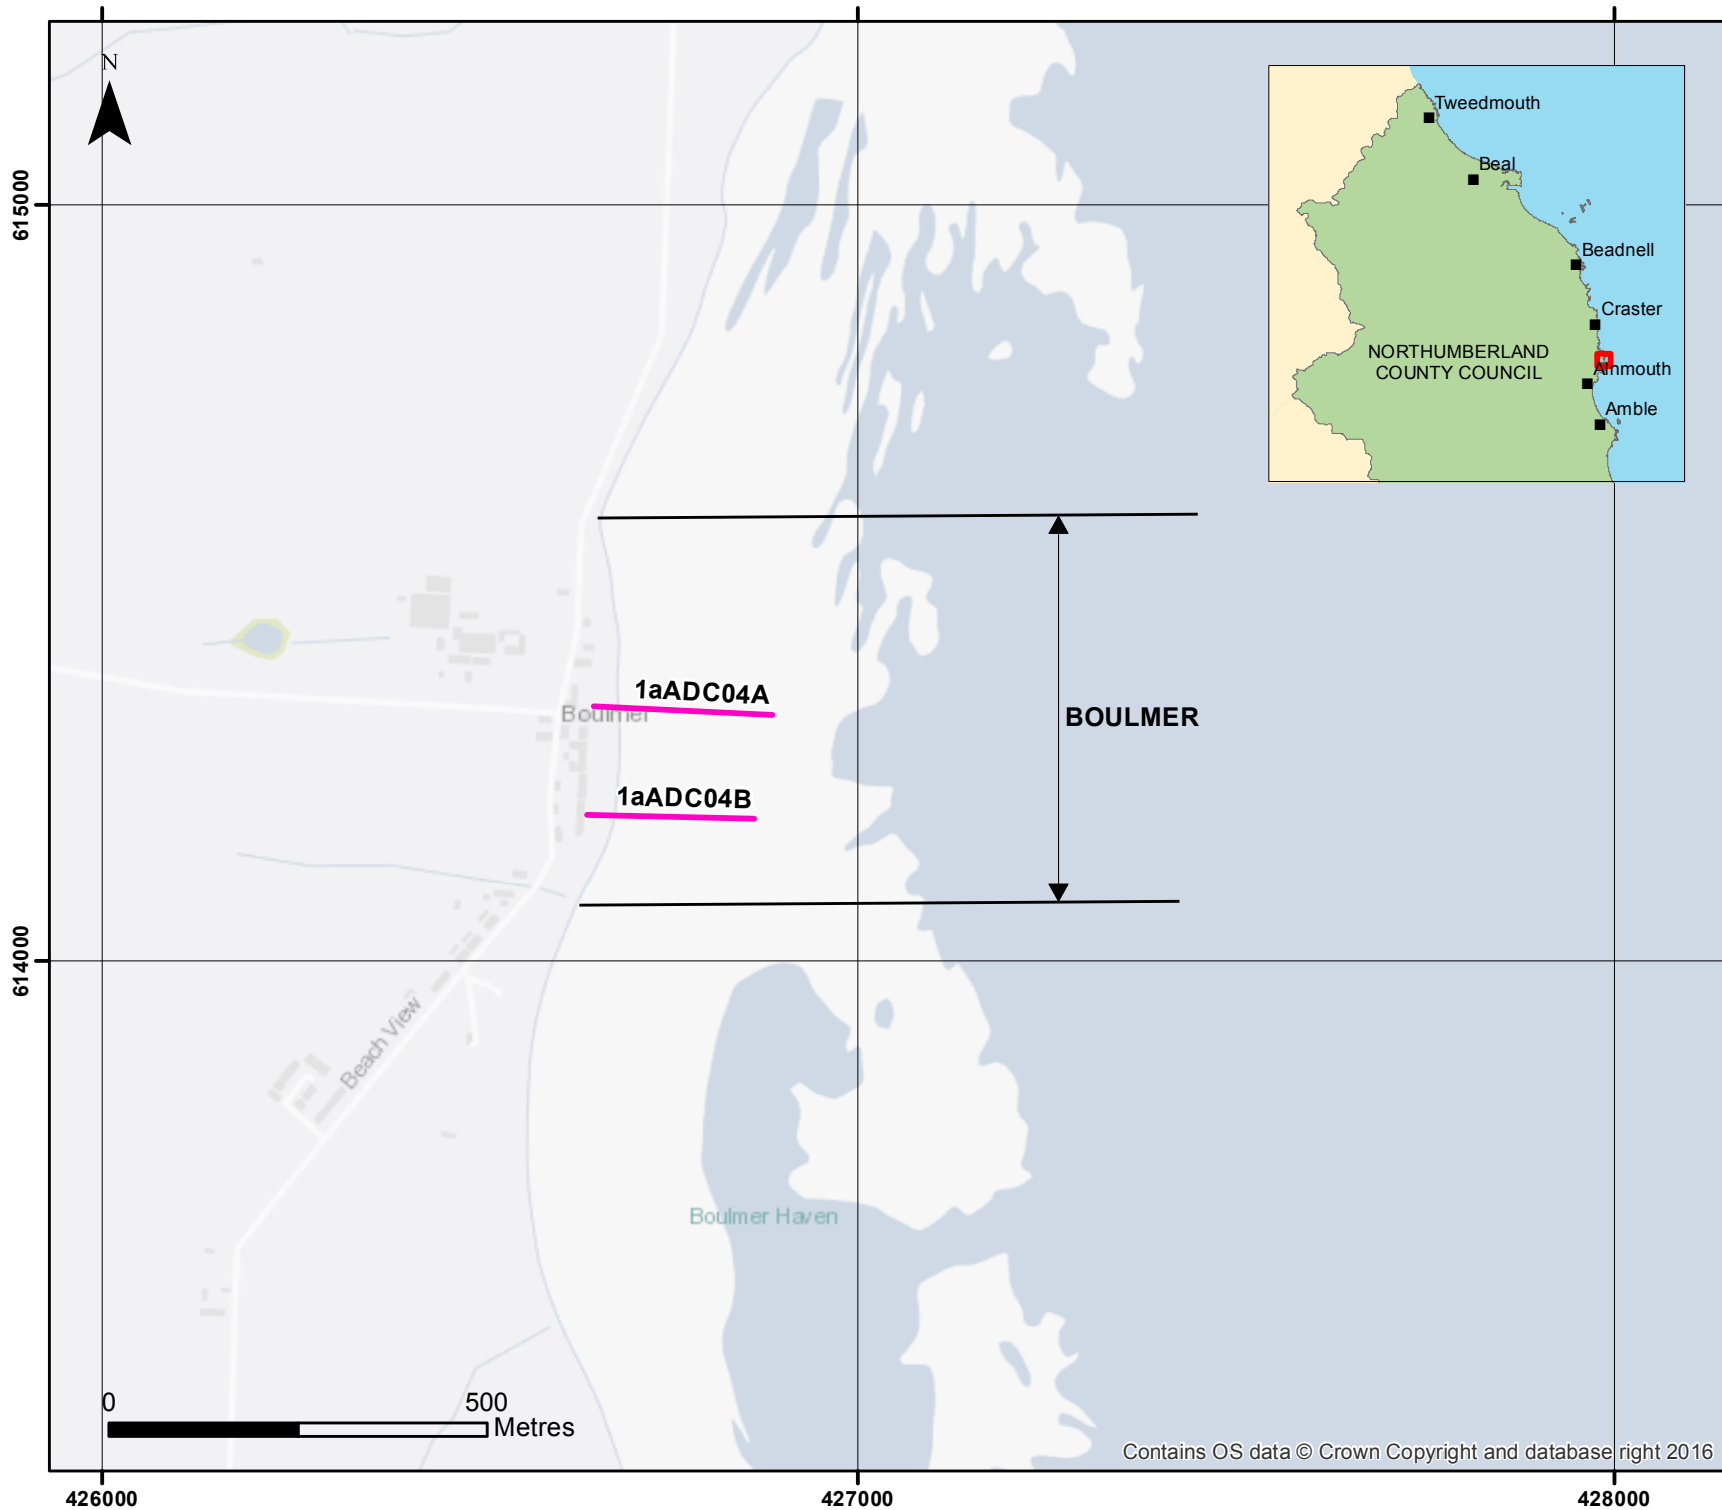 N
615000
614000
426000
427000
428000
Tweedmouth
Beal
Beadnell
Craster
Alnmouth
Amble
NORTHUMBERLAND
COUNTY COUNCIL
1aADC04A
Boulmer
BOULMER
1aADC04B
Beach View
Boulmer Haven
0
500
Metres
Contains OS data © Crown Copyright and database right 2016